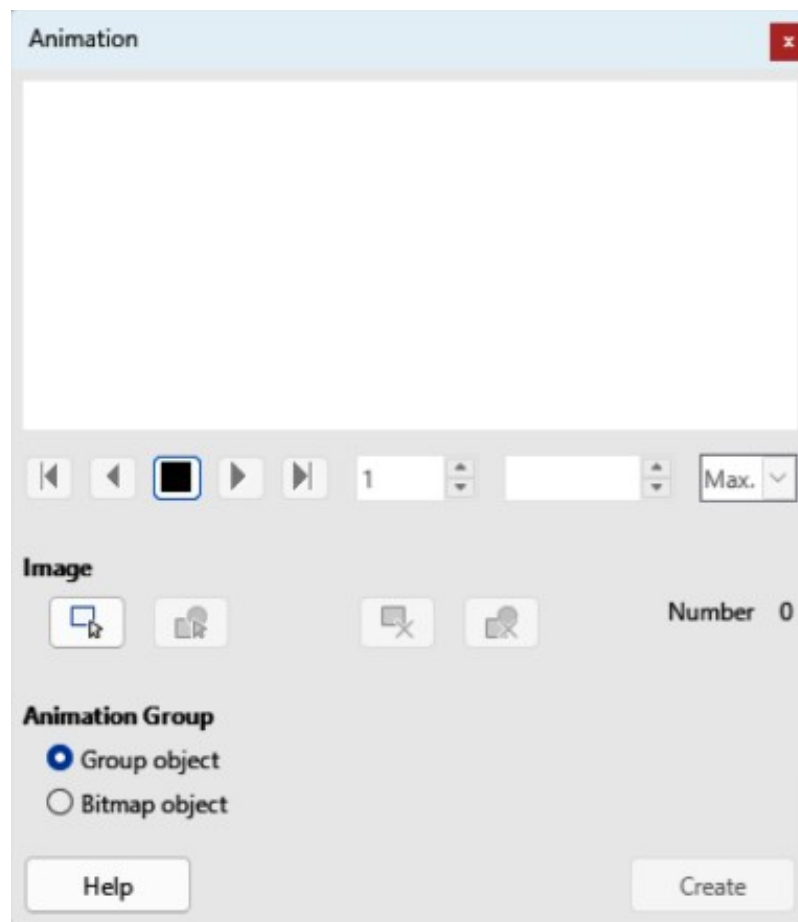 Animation
x
1
Max.
Image
Number 0
Animation Group
Group object
Bitmap object
Help
Create